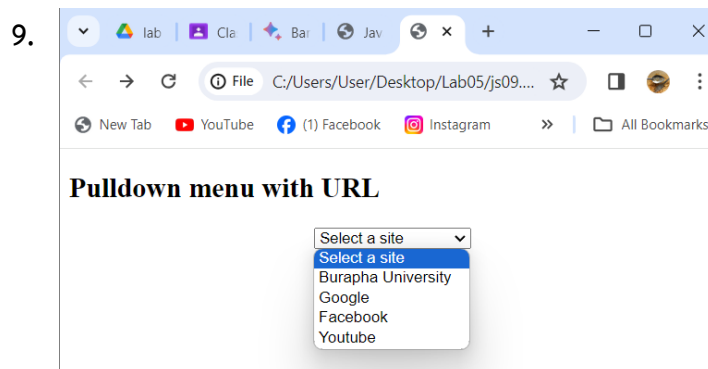 9.
lab Cla Bar Jav
File C:/Users/User/Desktop/Lab05/js09....
New Tab YouTube (1) Facebook Instagram » All Bookmarks
Pulldown menu with URL
Select a site
Select a site
Burapha University
Google
Facebook
Youtube